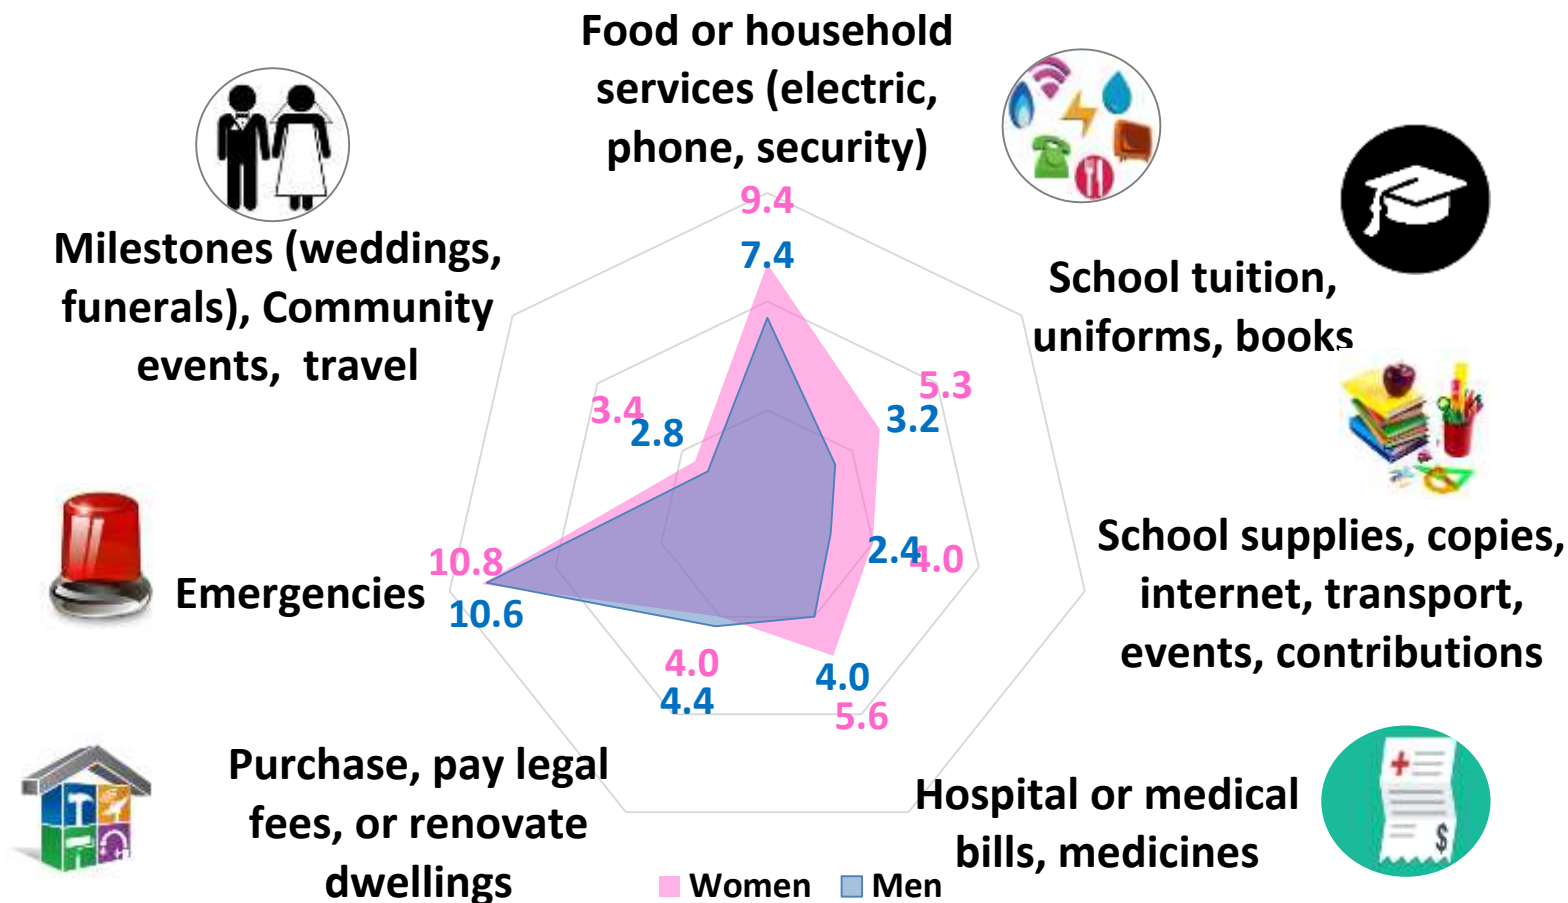 Food or household
services (electric,
phone, security)
9.4
7.4
Milestones (weddings,
funerals), Community
events, travel
3.4
2.8
School tuition,
uniforms, books
5.3
3.2
School supplies, copies,
internet, transport,
events, contributions
2.4
4.0
Emergencies
10.8
10.6
4.0
4.4
4.0
5.6
Purchase, pay legal
fees, or renovate
dwellings
Hospital or medical
bills, medicines
$
Women
Men